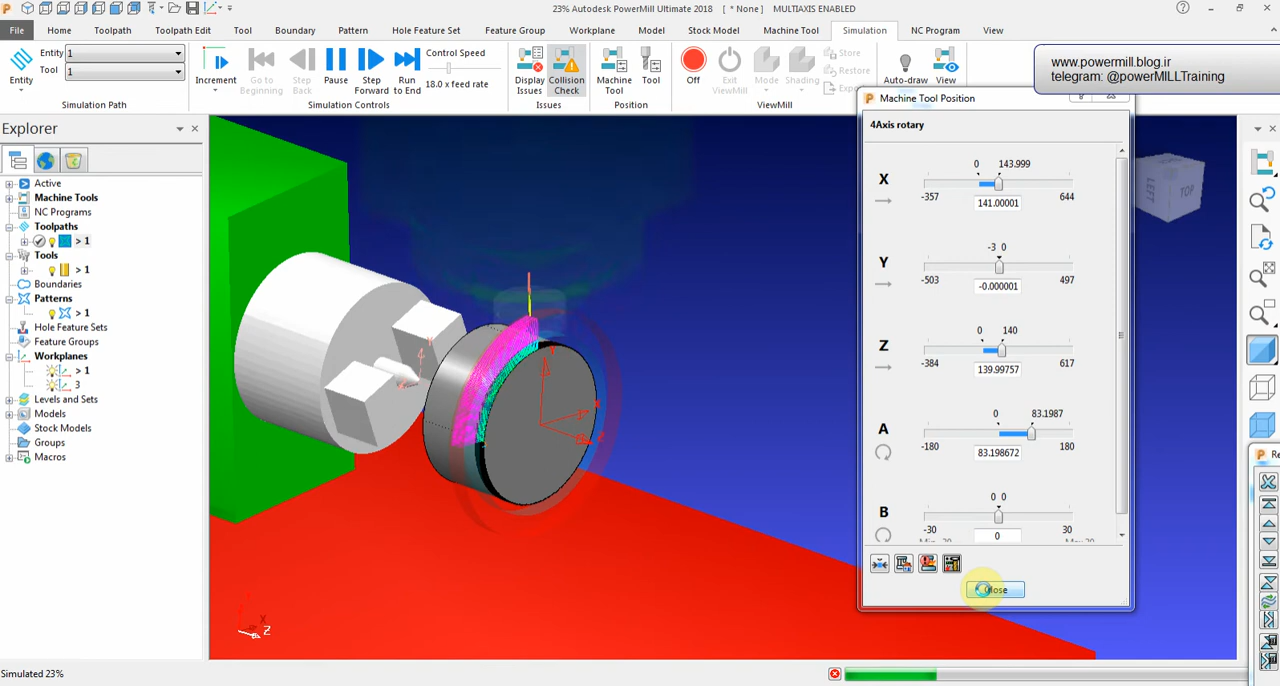 23% Autodesk PowerMill Ultimate 2018 [ * None ] MULTIAXIS ENABLED
File Home Toolpath Toolpath Edit Tool Boundary Pattern Hole Feature Set Feature Group Workplane Model Stock Model Machine Tool Simulation NC Program View
Entity 1
Tool 1
Entity
Simulation Path
Increment
Go to Beginning
Step Back
Pause
Step Forward
Run to End
Control Speed
18.0 x feed rate
Simulation Controls
Display Issues
Collision Check
Issues
Machine Tool
Tool
Position
Off
Exit ViewMill
Mode
Shading
Store
Restore
ViewMill
Auto-draw
View
www.powermill.blog.ir
telegram: @powerMILLTraining
Explorer
Active
Machine Tools
NC Programs
Toolpaths
> 1
Tools
> 1
Boundaries
Patterns
> 1
Hole Feature Sets
Feature Groups
Workplanes
> 1
3
Levels and Sets
Models
Stock Models
Groups
Macros
Machine Tool Position
4Axis rotary
0 143.999
X
-357 644
141.00001
-3 0
Y
-503 497
-0.000001
0 140
Z
-384 617
139.99757
0 83.1987
A
-180 180
83.198672
0 0
B
-30 30
0
Close
LEFT
TOP
X
Z
Simulated 23%